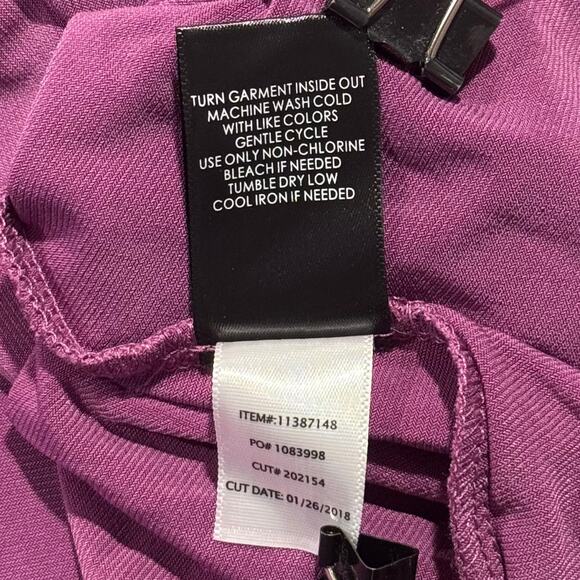 TURN GARMENT INSIDE OUT
MACHINE WASH COLD
WITH LIKE COLORS
GENTLE CYCLE
USE ONLY NON-CHLORINE
BLEACH IF NEEDED
TUMBLE DRY LOW
COOL IRON IF NEEDED
ITEM#:11387148
PO# 1083998
CUT# 202154
CUT DATE: 01/26/2018